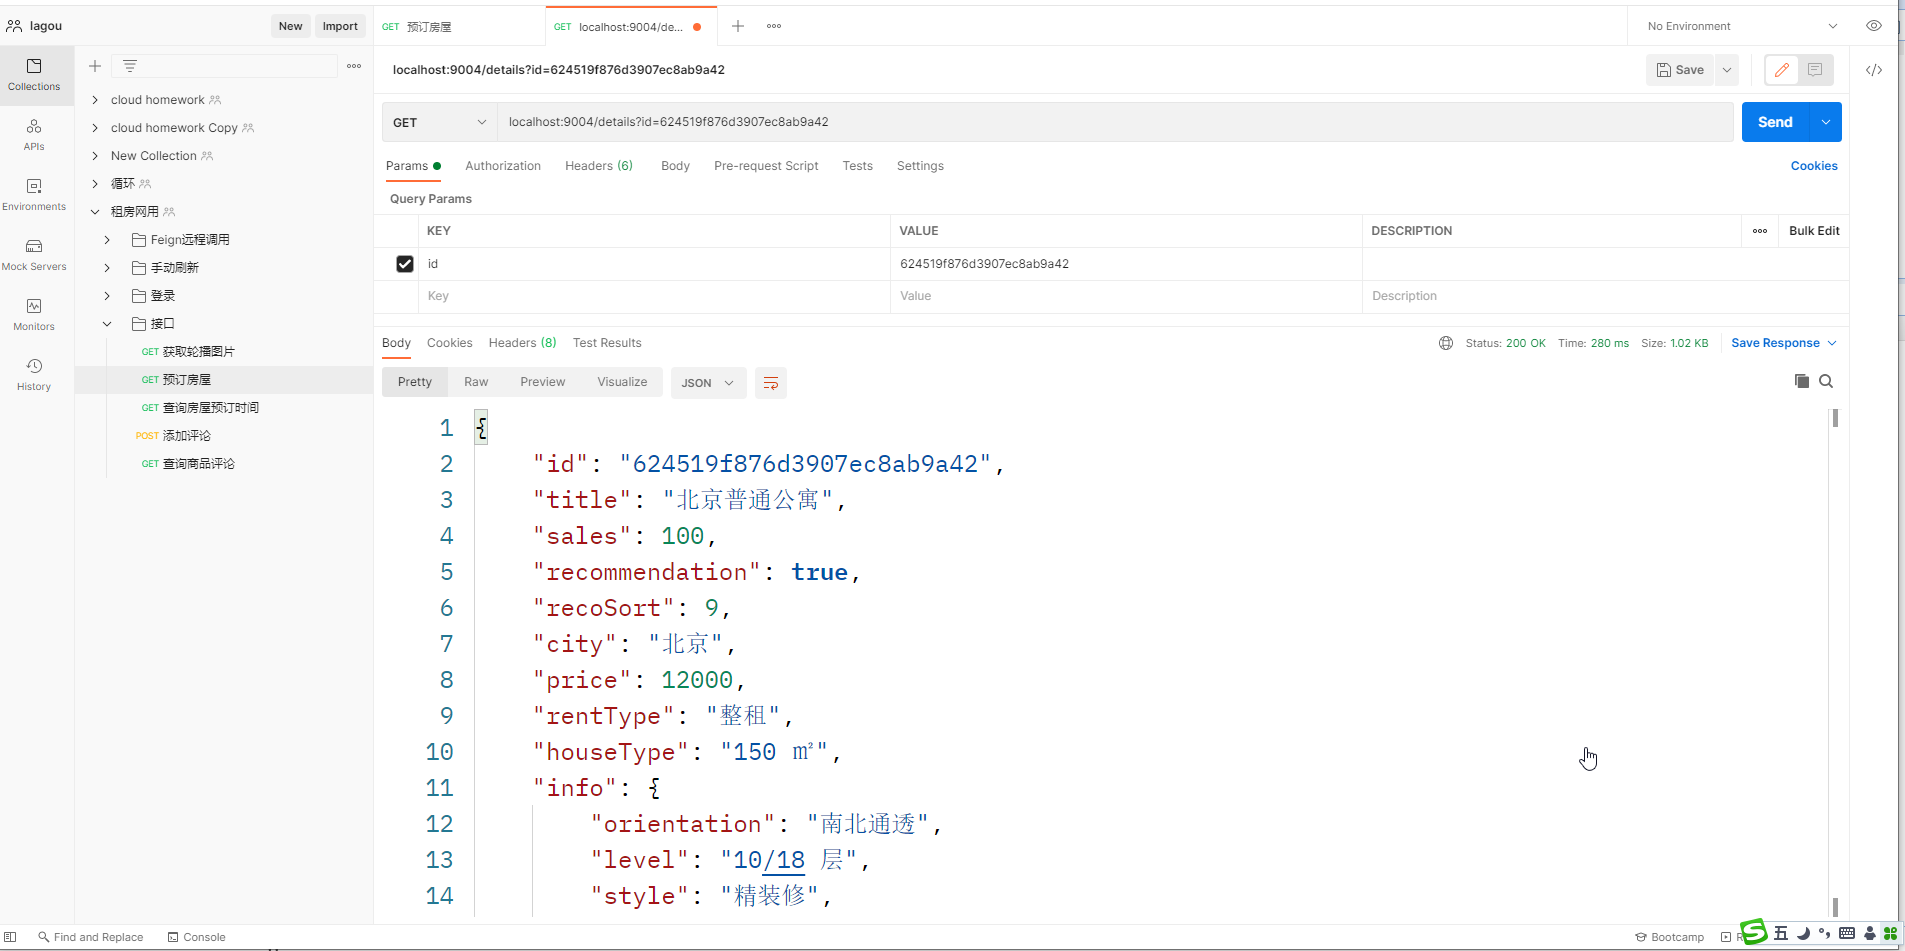 lagou
New
Import
GET 预订房屋
GET localhost:9004/de...
No Environment
Collections
APIs
Environments
Mock Servers
Monitors
History
cloud homework
cloud homework Copy
New Collection
循环
租房网用
Feign远程调用
手动刷新
登录
接口
GET 获取轮播图片
GET 预订房屋
GET 查询房屋预订时间
POST 添加评论
GET 查询商品评论
localhost:9004/details?id=624519f876d3907ec8ab9a42
Save
GET
localhost:9004/details?id=624519f876d3907ec8ab9a42
Send
Params
Authorization
Headers (6)
Body
Pre-request Script
Tests
Settings
Cookies
Query Params
KEY VALUE DESCRIPTION
Bulk Edit
id 624519f876d3907ec8ab9a42
Key Value Description
Body Cookies Headers (8) Test Results
Status: 200 OK Time: 280 ms Size: 1.02 KB
Save Response
Pretty Raw Preview Visualize JSON
1 {
2 "id": "624519f876d3907ec8ab9a42",
3 "title": "北京普通公寓",
4 "sales": 100,
5 "recommendation": true,
6 "recoSort": 9,
7 "city": "北京",
8 "price": 12000,
9 "rentType": "整租",
10 "houseType": "150 ㎡",
11 "info": {
12 "orientation": "南北通透",
13 "level": "10/18 层",
14 "style": "精装修",
Find and Replace
Console
Bootcamp
R
五